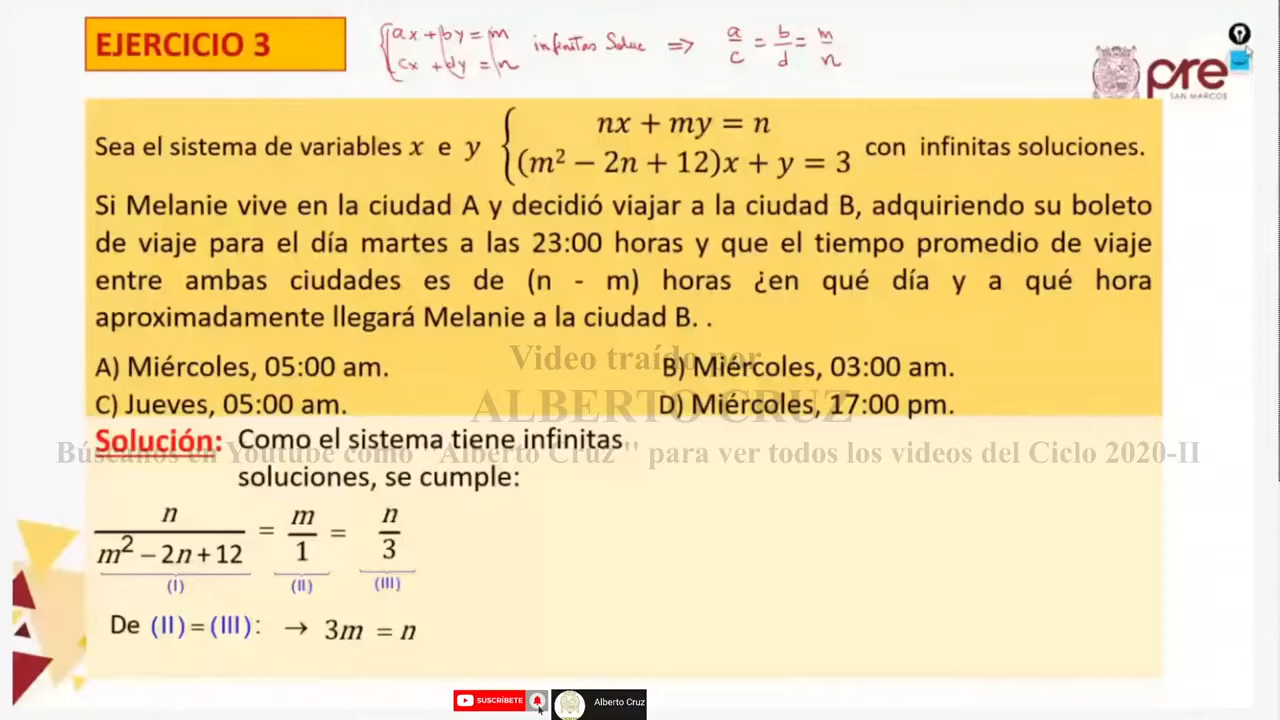 EJERCICIO 3
ax + by = m
cx + dy = n
infinitas Soluc ⇒ a/c = b/d = m/n
pre
SAN MARCOS
Sea el sistema de variables x e y { nx + my = n
(m² − 2n + 12)x + y = 3 con infinitas soluciones.
Si Melanie vive en la ciudad A y decidió viajar a la ciudad B, adquiriendo su boleto
de viaje para el día martes a las 23:00 horas y que el tiempo promedio de viaje
entre ambas ciudades es de (n - m) horas ¿en qué día y a qué hora
aproximadamente llegará Melanie a la ciudad B. .
A) Miércoles, 05:00 am. B) Miércoles, 03:00 am.
C) Jueves, 05:00 am. D) Miércoles, 17:00 pm.
Video traído por
ALBERTO CRUZ
Búscanos en Youtube como "Alberto Cruz" para ver todos los videos del Ciclo 2020-II
Solución: Como el sistema tiene infinitas
soluciones, se cumple:
n/(m² − 2n + 12) = m/1 = n/3
(I) (II) (III)
De (II) = (III): → 3m = n
SUSCRÍBETE
Alberto Cruz